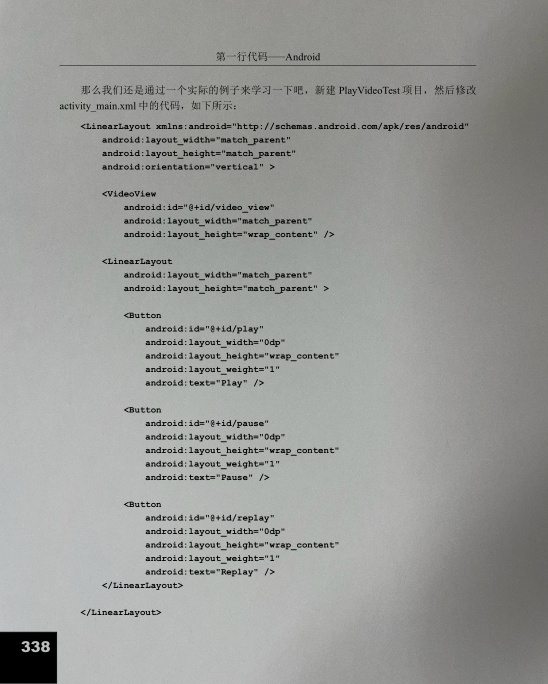 第一行代码——Android
那么我们还是通过一个实际的例子来学习一下吧，新建 PlayVideoTest 项目，然后修改
activity_main.xml 中的代码，如下所示：
<LinearLayout xmlns:android="http://schemas.android.com/apk/res/android"
    android:layout_width="match_parent"
    android:layout_height="match_parent"
    android:orientation="vertical" >

    <VideoView
        android:id="@+id/video_view"
        android:layout_width="match_parent"
        android:layout_height="wrap_content" />

    <LinearLayout
        android:layout_width="match_parent"
        android:layout_height="match_parent" >

        <Button
            android:id="@+id/play"
            android:layout_width="0dp"
            android:layout_height="wrap_content"
            android:layout_weight="1"
            android:text="Play" />

        <Button
            android:id="@+id/pause"
            android:layout_width="0dp"
            android:layout_height="wrap_content"
            android:layout_weight="1"
            android:text="Pause" />

        <Button
            android:id="@+id/replay"
            android:layout_width="0dp"
            android:layout_height="wrap_content"
            android:layout_weight="1"
            android:text="Replay" />
    </LinearLayout>

</LinearLayout>
338